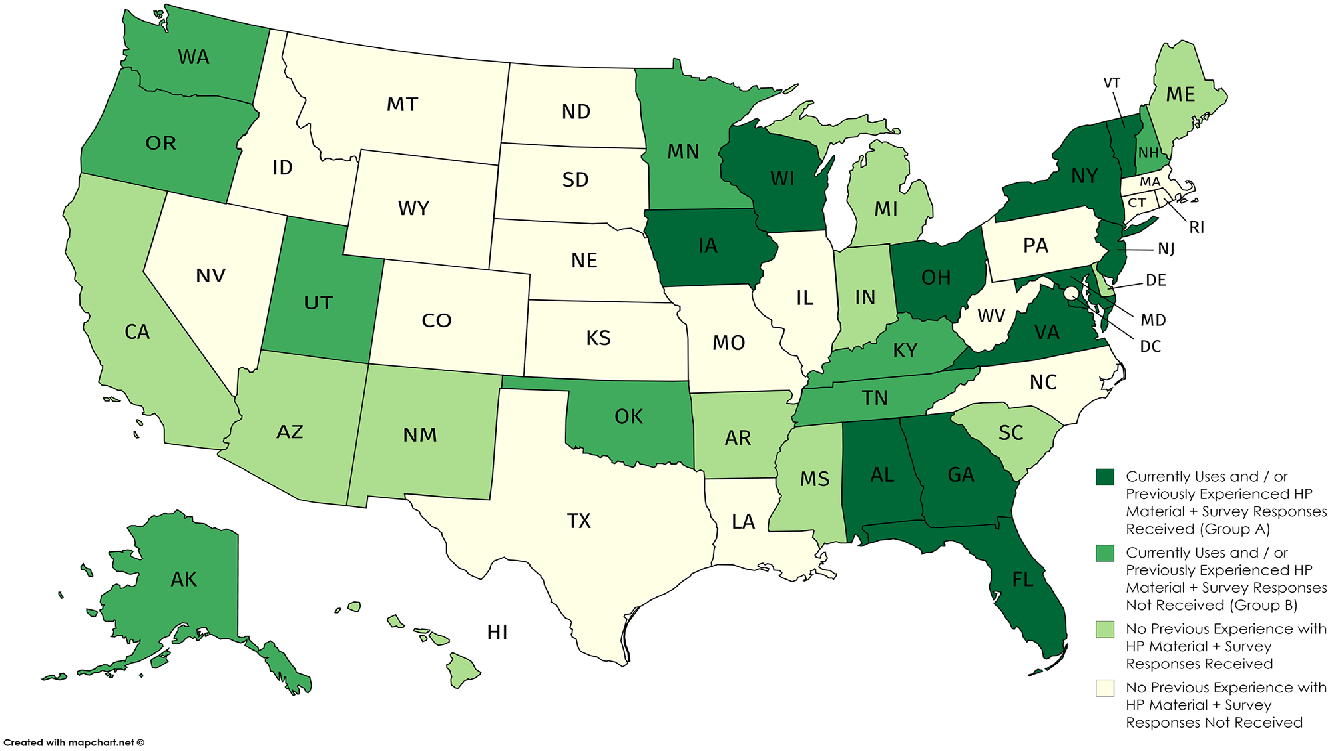 WA
OR
CA
NV
ID
MT
WY
UT
AZ
CO
NM
ND
SD
NE
KS
OK
TX
MN
IA
MO
AR
LA
WI
IL
MI
IN
OH
KY
TN
MS
AL
GA
FL
SC
NC
VA
WV
PA
NY
VT
NH
ME
MA
CT
RI
NJ
DE
MD
DC
AK
HI
Currently Uses and / or
Previously Experienced HP
Material + Survey Responses
Received (Group A)
Currently Uses and / or
Previously Experienced HP
Material + Survey Responses
Not Received (Group B)
No Previous Experience with
HP Material + Survey
Responses Received
No Previous Experience with
HP Material + Survey
Responses Not Received
Created with mapchart.net ©